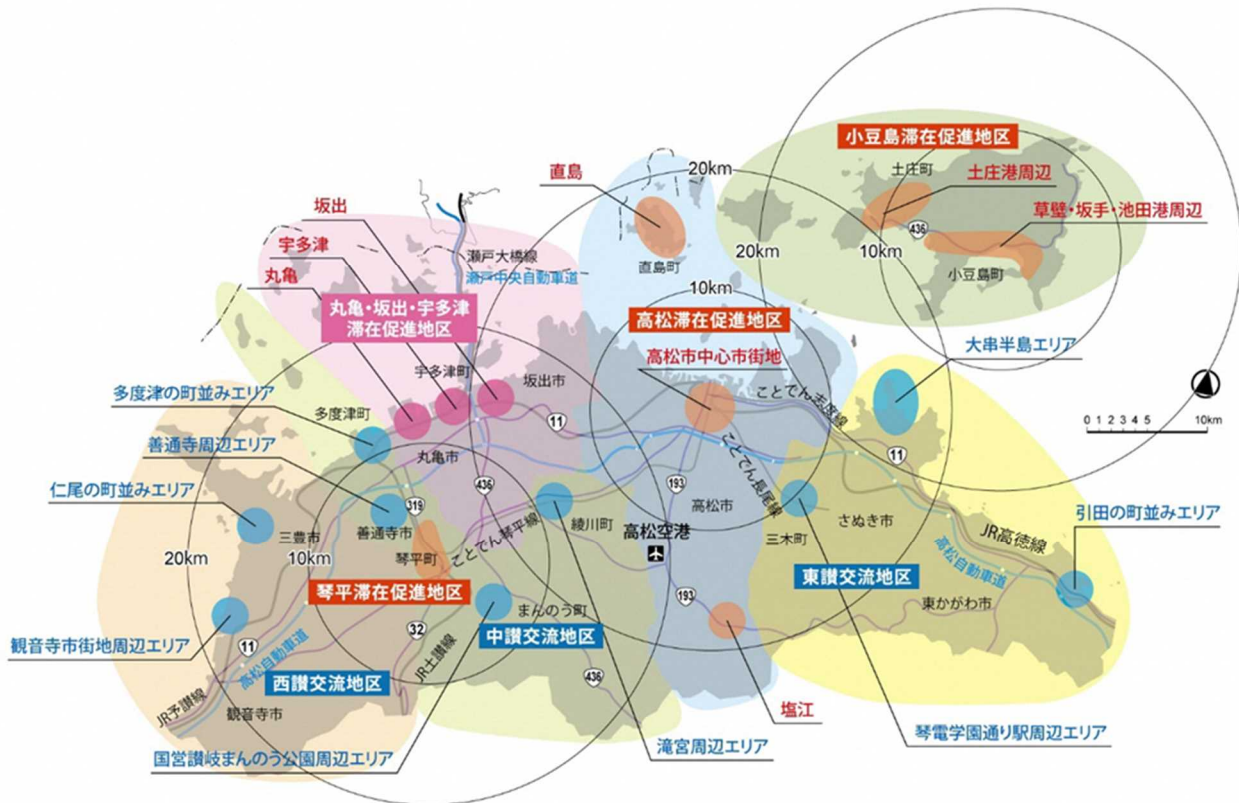 小豆島滞在促進地区
土庄町
土庄港周辺
直島
20km
坂出
草壁・坂手・池田港周辺
436
宇多津
瀬戸大橋線
20km
10km
直島町
小豆島町
丸亀
瀬戸中央自動車道
10km
丸亀・坂出・宇多津
滞在促進地区
高松滞在促進地区
大串半島エリア
宇多津町
坂出市
高松市中心市街地
多度津の町並みエリア
多度津町
ことでん志度線
0 1 2 3 4 5 10km
11
善通寺周辺エリア
丸亀市
ことでん長尾線
11
436
193
仁尾の町並みエリア
319
綾川町
高松市
さぬき市
引田の町並みエリア
三豊市
善通寺市
ことでん琴平線
高松空港
三木町
JR高徳線
20km
10km
琴平町
高松自動車道
東讃交流地区
琴平滞在促進地区
193
東かがわ市
まんのう町
32
中讃交流地区
観音寺市街地周辺エリア
11
高松自動車道
JR土讃線
西讃交流地区
436
JR予讃線
観音寺市
塩江
琴電学園通り駅周辺エリア
国営讃岐まんのう公園周辺エリア
滝宮周辺エリア